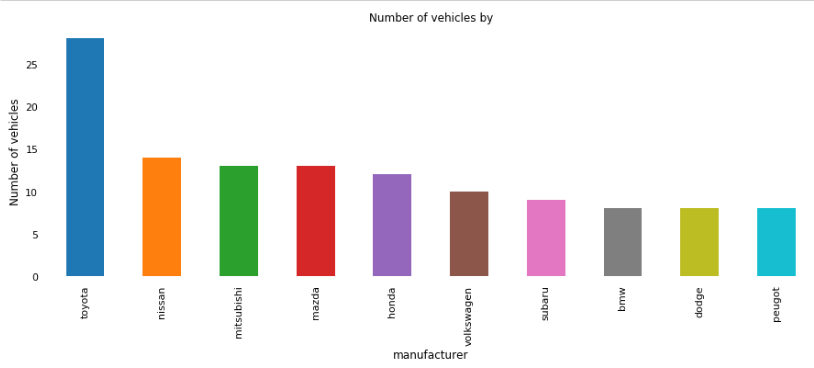 Number of vehicles by
Number of vehicles
25
20
15
10
5
0
toyota
nissan
mitsubishi
mazda
honda
volkswagen
subaru
bmw
dodge
peugot
manufacturer